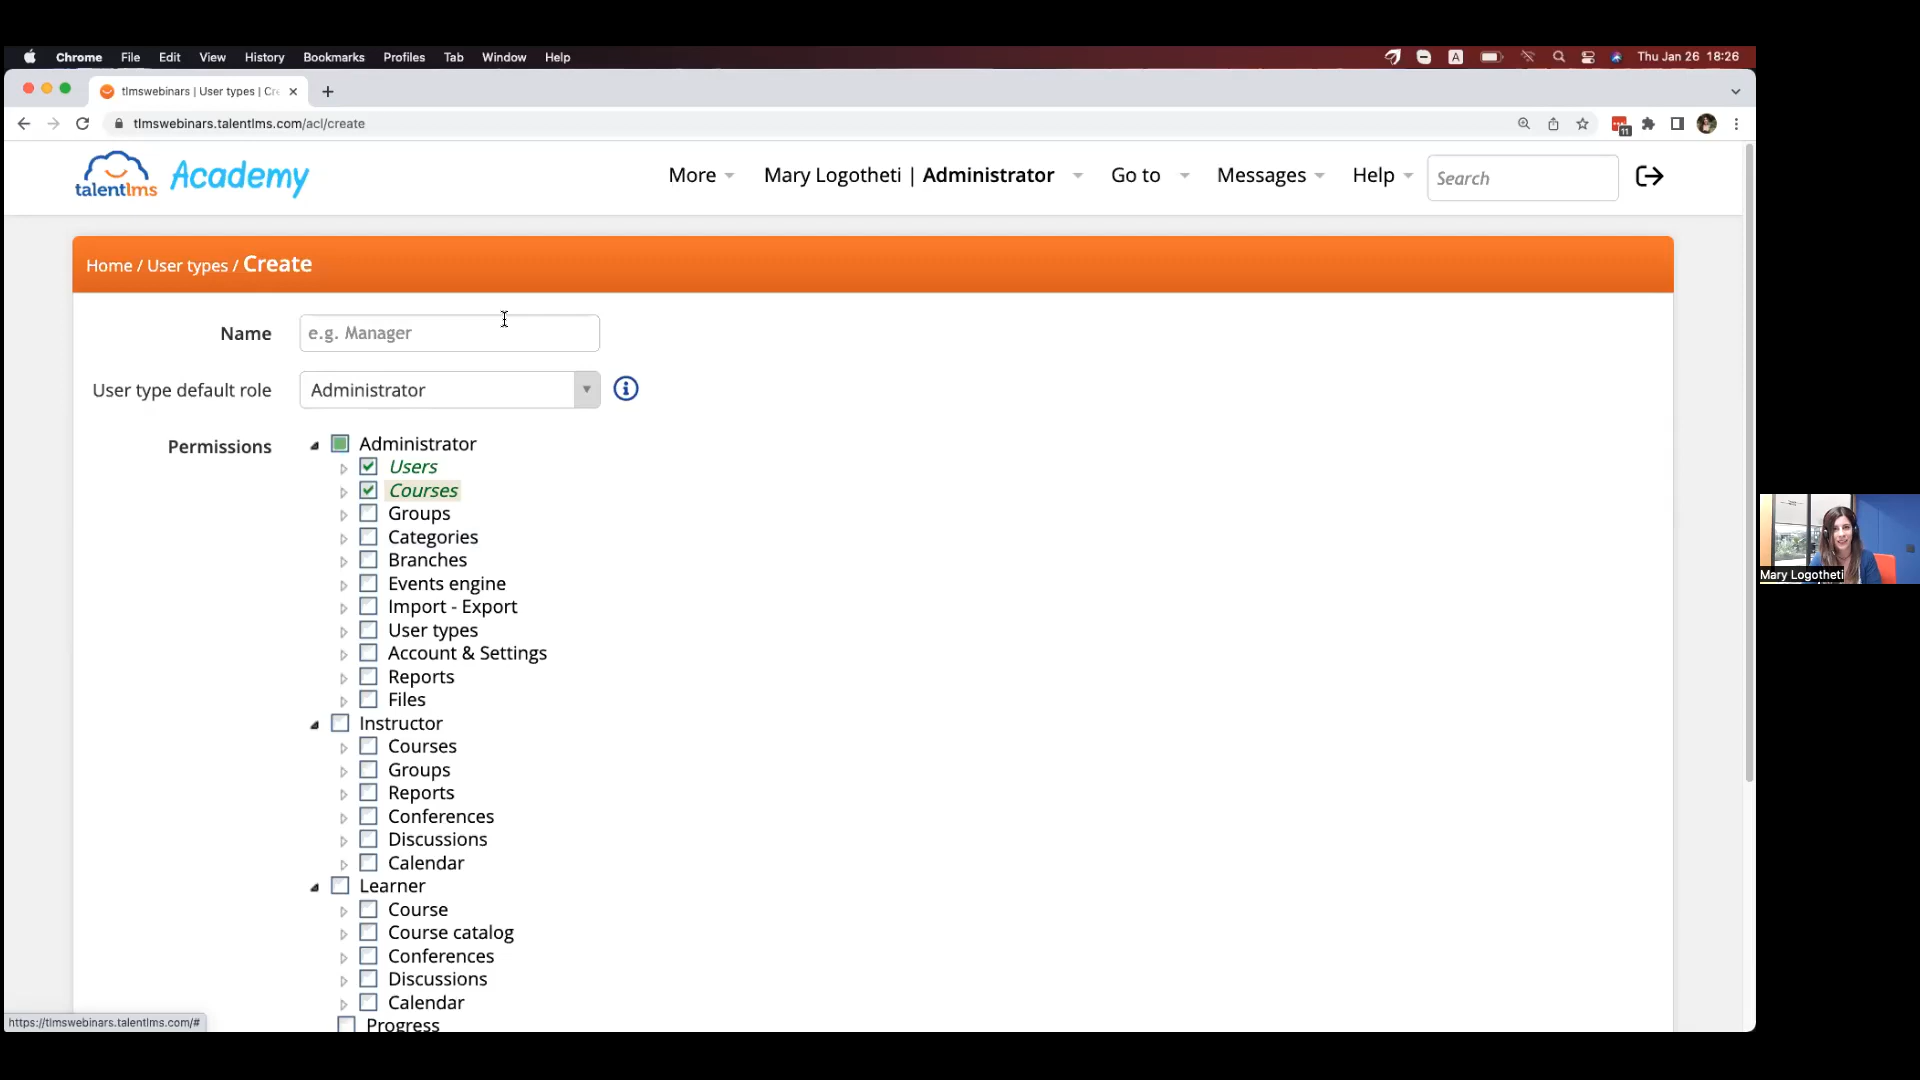 Chrome File Edit View History Bookmarks Profiles Tab Window Help A Thu Jan 26 18:26
tlmswebinars | User types | Cr
tlmswebinars.talentlms.com/acl/create 11
talentlms Academy More Mary Logotheti | Administrator Go to Messages Help Search
Home / User types / Create
Name e.g. Manager
User type default role Administrator
Permissions Administrator
Users
Courses
Groups
Categories
Branches
Events engine
Import - Export
User types
Account & Settings
Reports
Files
Instructor
Courses
Groups
Reports
Conferences
Discussions
Calendar
Learner
Course
Course catalog
Conferences
Discussions
Calendar
Progress
https://tlmswebinars.talentlms.com/#
Mary Logotheti